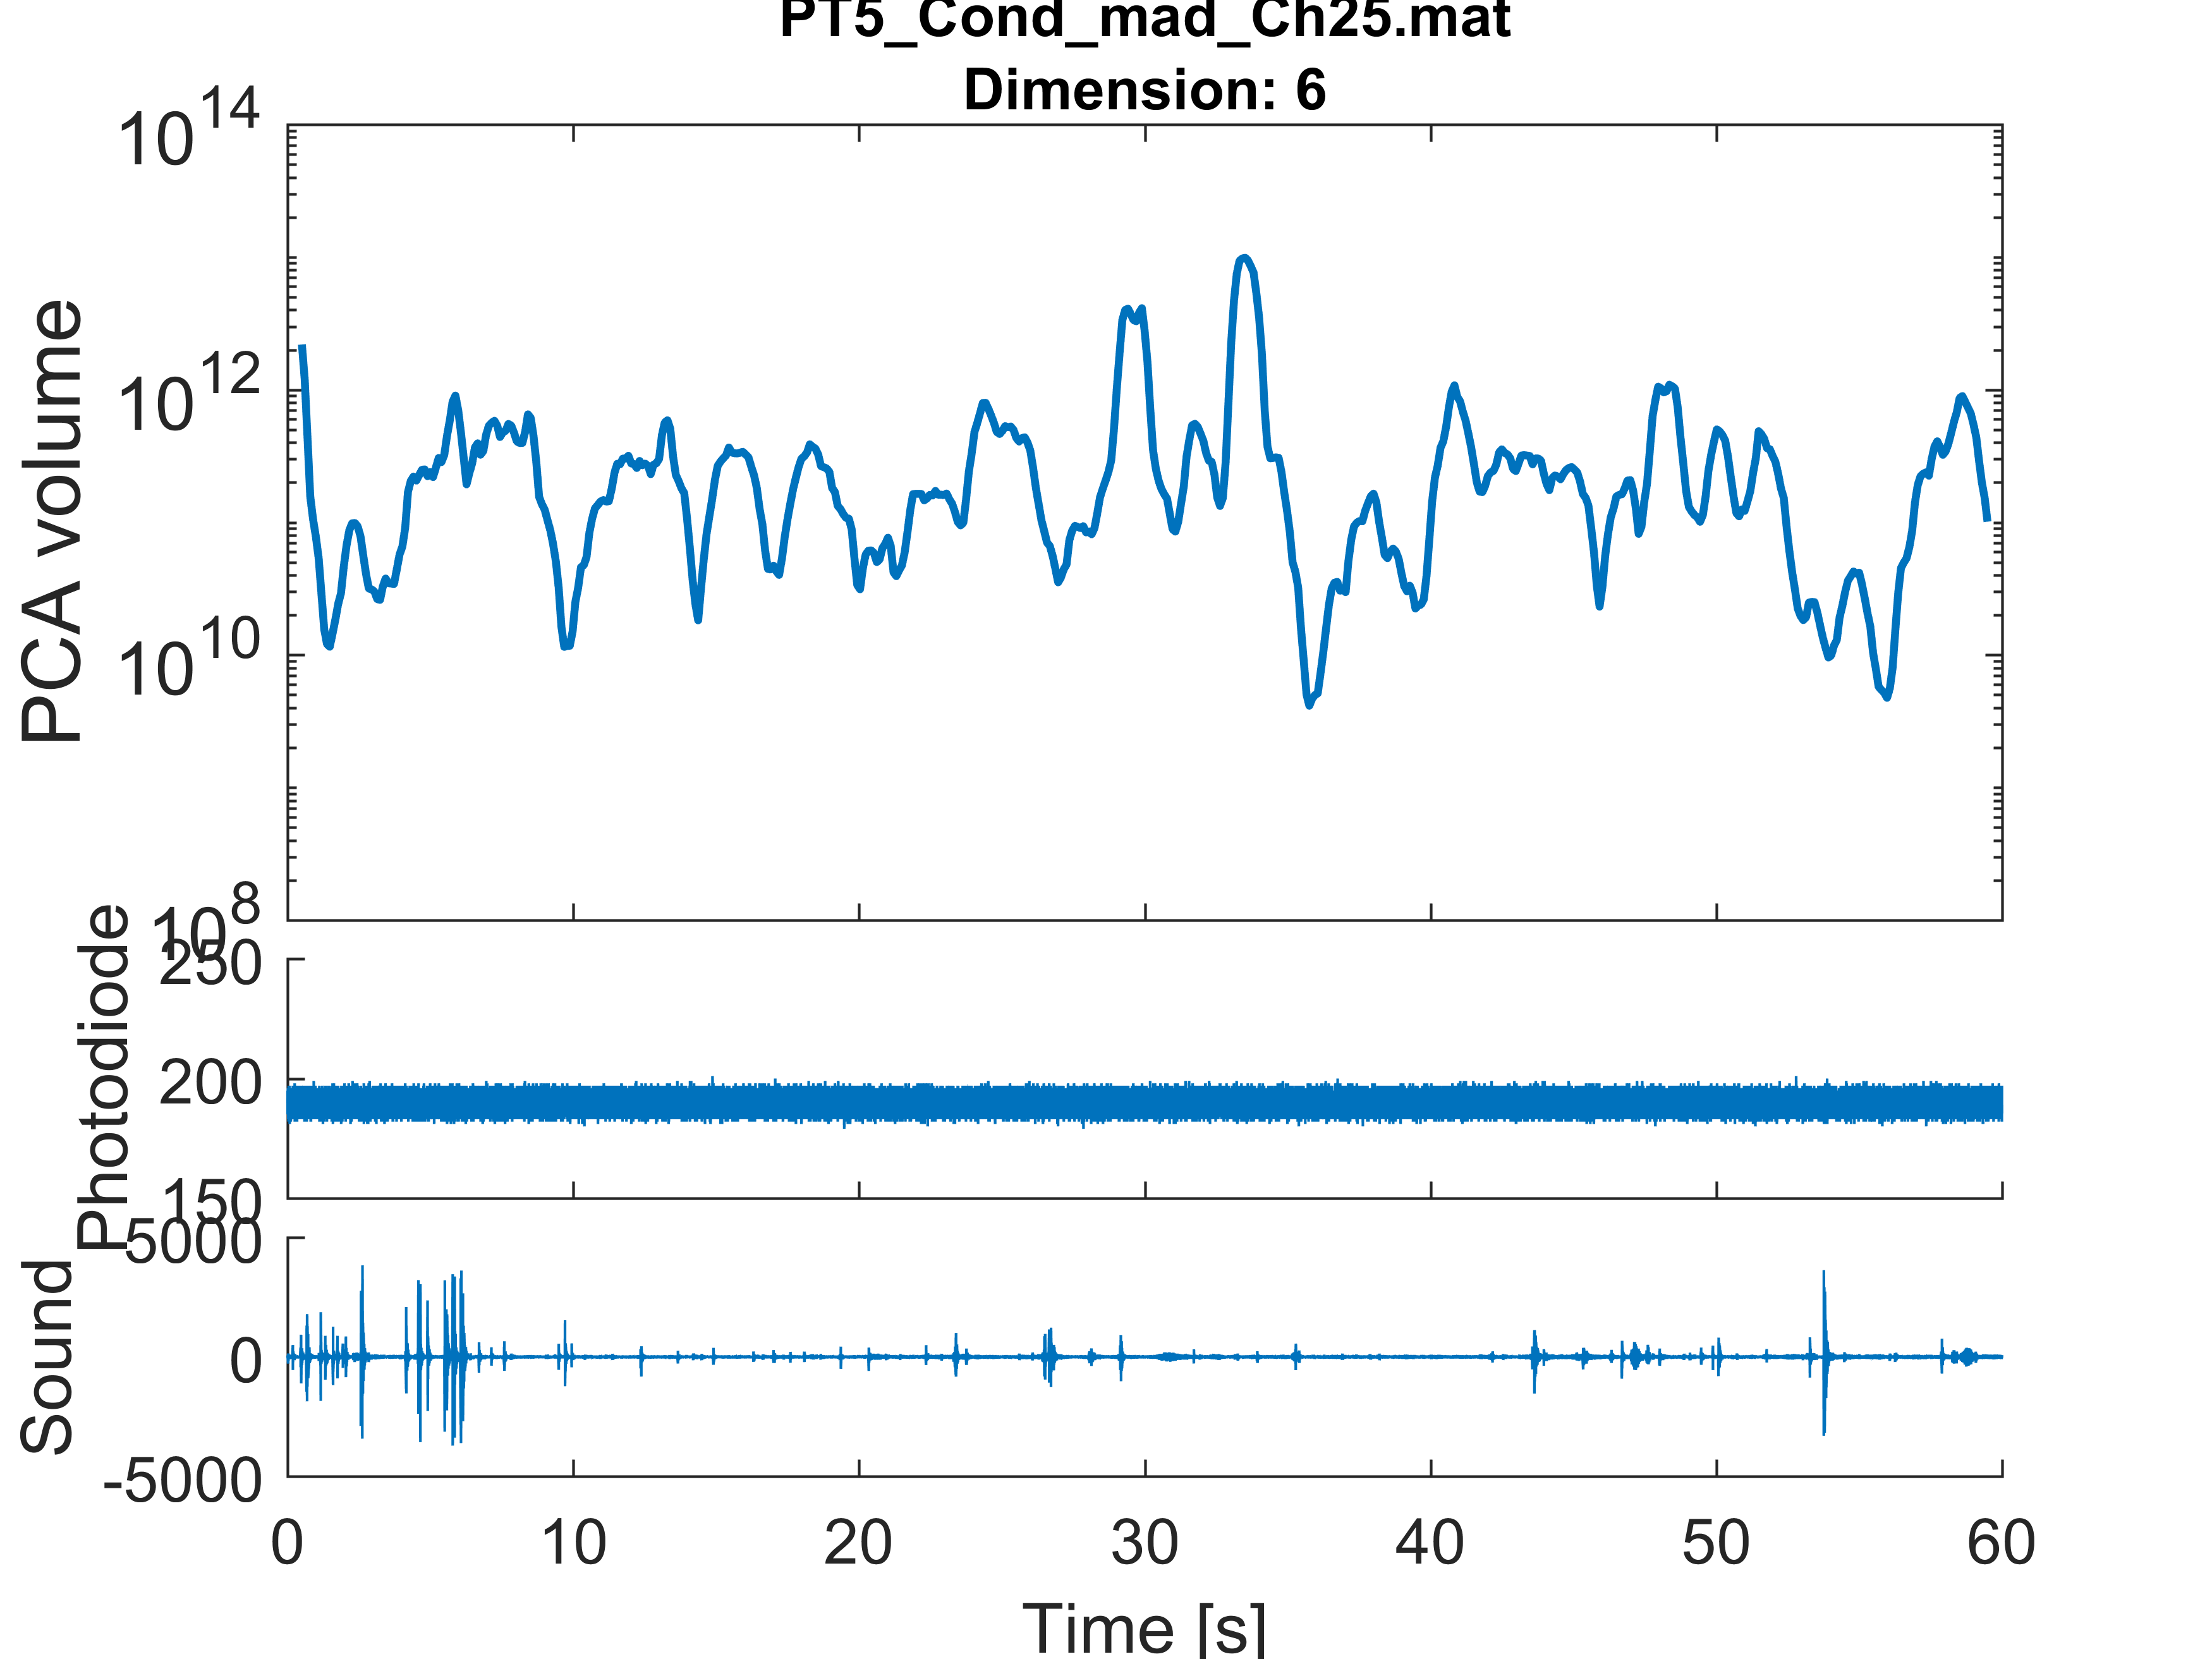 PT5_Cond_mad_Ch25.mat
Dimension: 6
PCA volume
10^14
10^12
10^10
10^8
Photodiode
250
200
150
Sound
5000
0
-5000
0 10 20 30 40 50 60
Time [s]